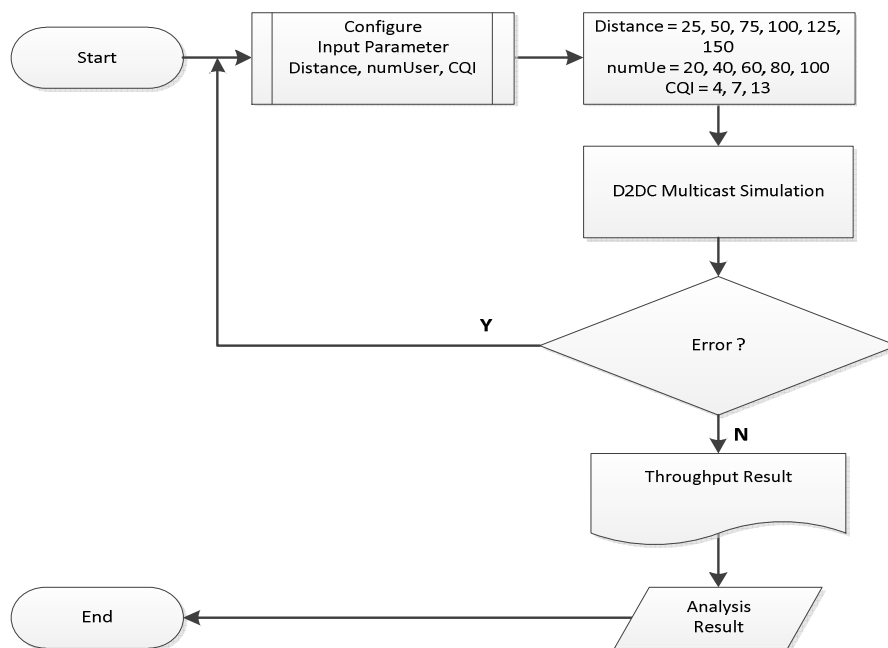 Start
Configure
Input Parameter
Distance, numUser, CQI
Distance = 25, 50, 75, 100, 125,
150
numUe = 20, 40, 60, 80, 100
CQI = 4, 7, 13
D2DC Multicast Simulation
Y
Error ?
N
Throughput Result
End
Analysis
Result